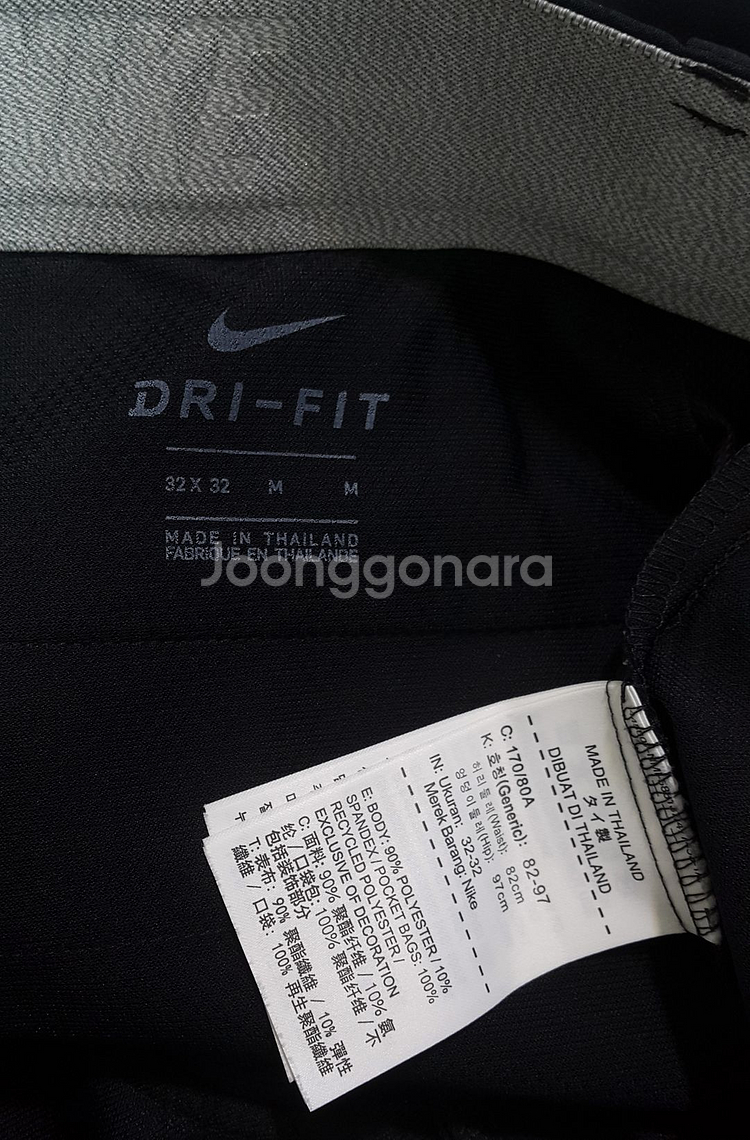 DRI-FIT
32 X 32 M M
MADE IN THAILAND
FABRIQUÉ EN THAILANDE
Joonggonara
MADE IN THAILAND
タイ製
DIBUAT DI THAILAND
C: 170/80A
K: 호칭(Generic): 82-97
허리둘레(Waist): 82cm
엉덩이둘레(Hip): 97cm
IN: Ukuran: 32-32
Merek Barang: Nike
E: BODY: 90% POLYESTER / 10%
SPANDEX / POCKET BAGS: 100%
RECYCLED POLYESTER /
EXCLUSIVE OF DECORATION
C: 面料: 90% 聚酯纤维 / 10% 氨
纶 / 口袋包: 100% 聚酯纤维 / 不
包括装饰部分
T: 表布: 90% 聚酯纖維 / 10% 彈性
纖維 / 口袋: 100% 再生聚酯纖維